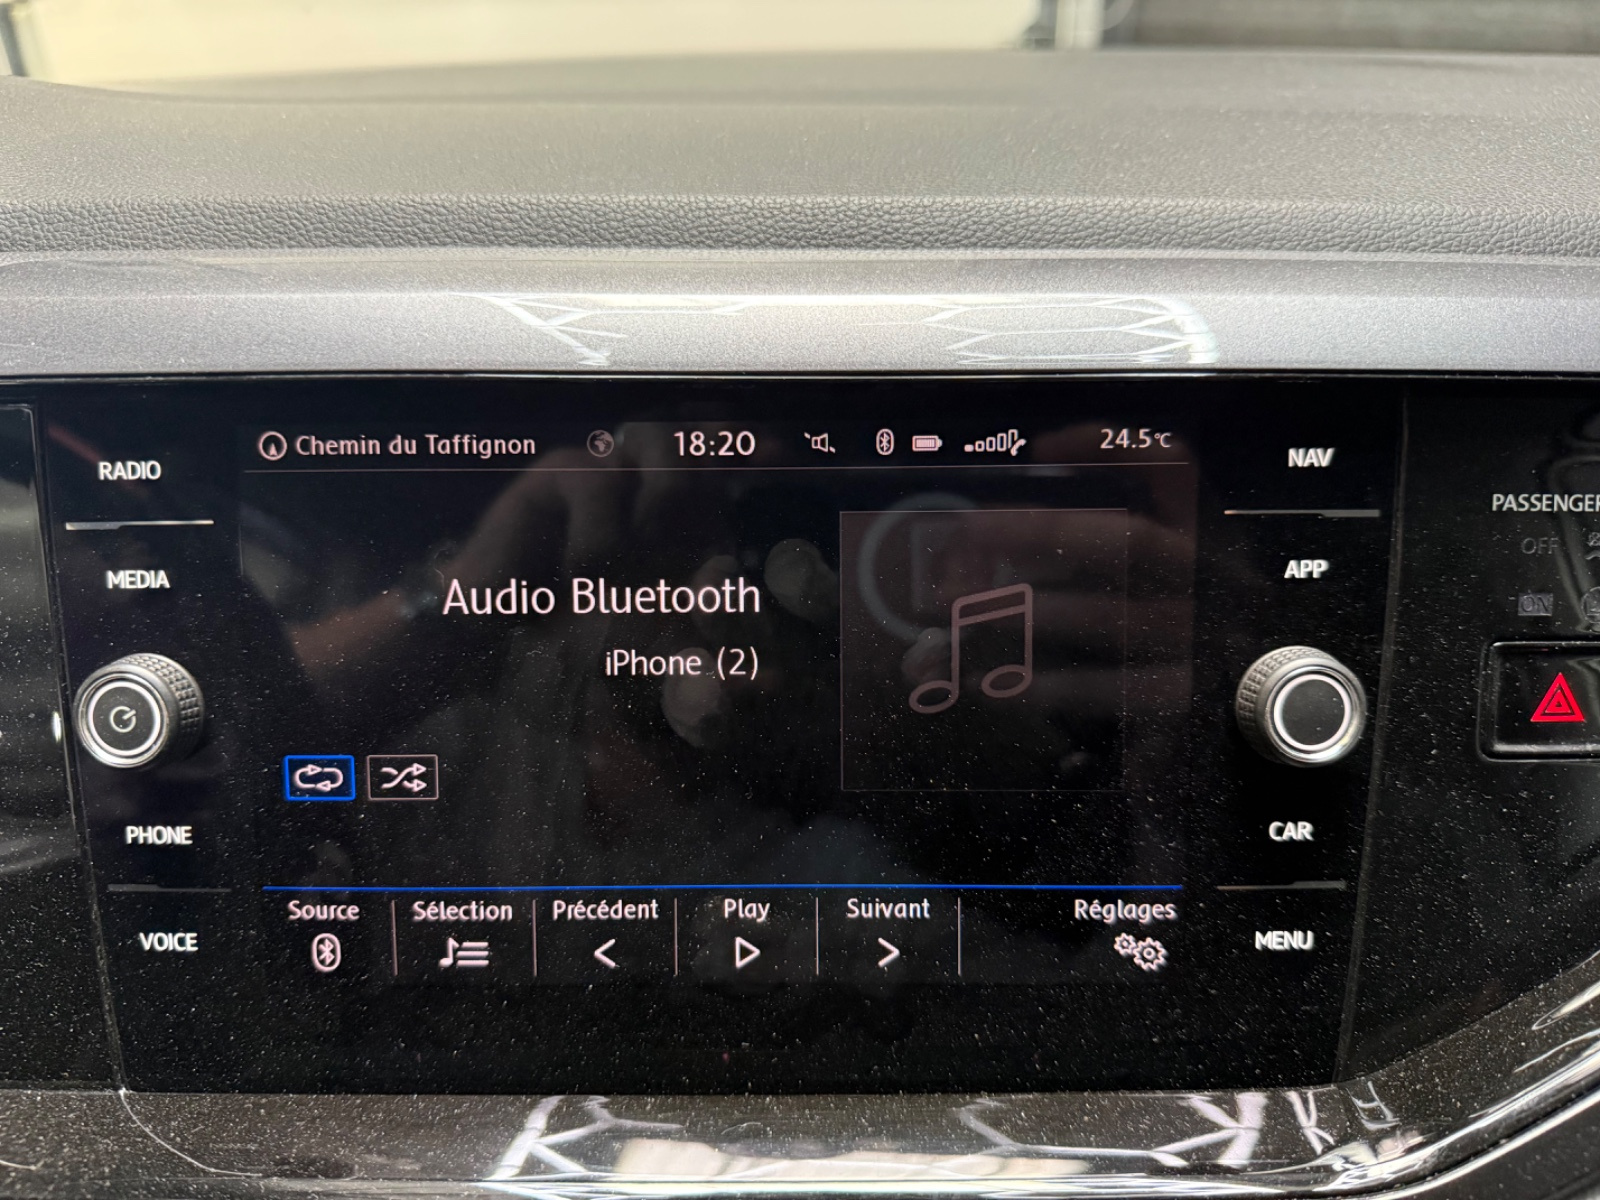 Chemin du Taffignon 18:20 24.5°C
RADIO
MEDIA
PHONE
VOICE
Audio Bluetooth
iPhone (2)
Source
Sélection
Précédent
Play
Suivant
Réglages
NAV
APP
CAR
MENU
PASSENGER
OFF
ON